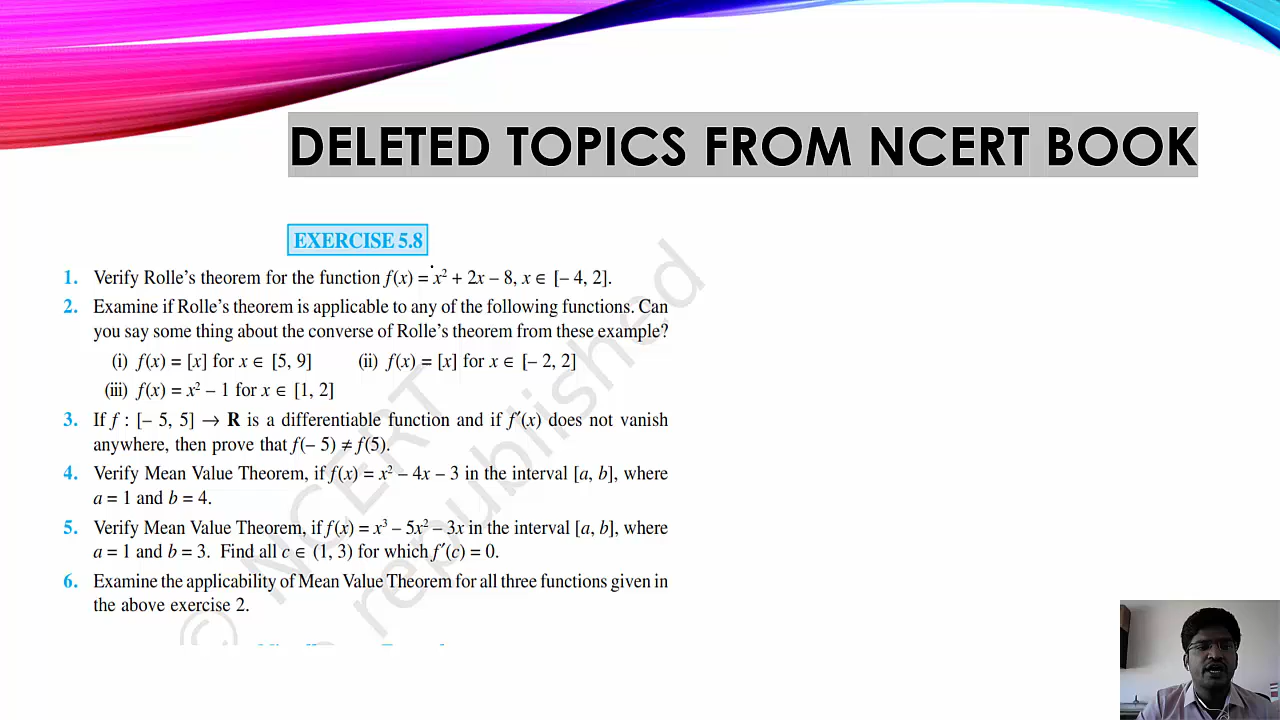 DELETED TOPICS FROM NCERT BOOK
EXERCISE 5.8
1. Verify Rolle's theorem for the function f(x) = x² + 2x – 8, x ∈ [– 4, 2].
2. Examine if Rolle's theorem is applicable to any of the following functions. Can
you say some thing about the converse of Rolle's theorem from these example?
(i) f(x) = [x] for x ∈ [5, 9] (ii) f(x) = [x] for x ∈ [– 2, 2]
(iii) f(x) = x² – 1 for x ∈ [1, 2]
3. If f : [– 5, 5] → R is a differentiable function and if f′(x) does not vanish
anywhere, then prove that f(– 5) ≠ f(5).
4. Verify Mean Value Theorem, if f(x) = x² – 4x – 3 in the interval [a, b], where
a = 1 and b = 4.
5. Verify Mean Value Theorem, if f(x) = x³ – 5x² – 3x in the interval [a, b], where
a = 1 and b = 3. Find all c ∈ (1, 3) for which f′(c) = 0.
6. Examine the applicability of Mean Value Theorem for all three functions given in
the above exercise 2.
© NCERT
republished